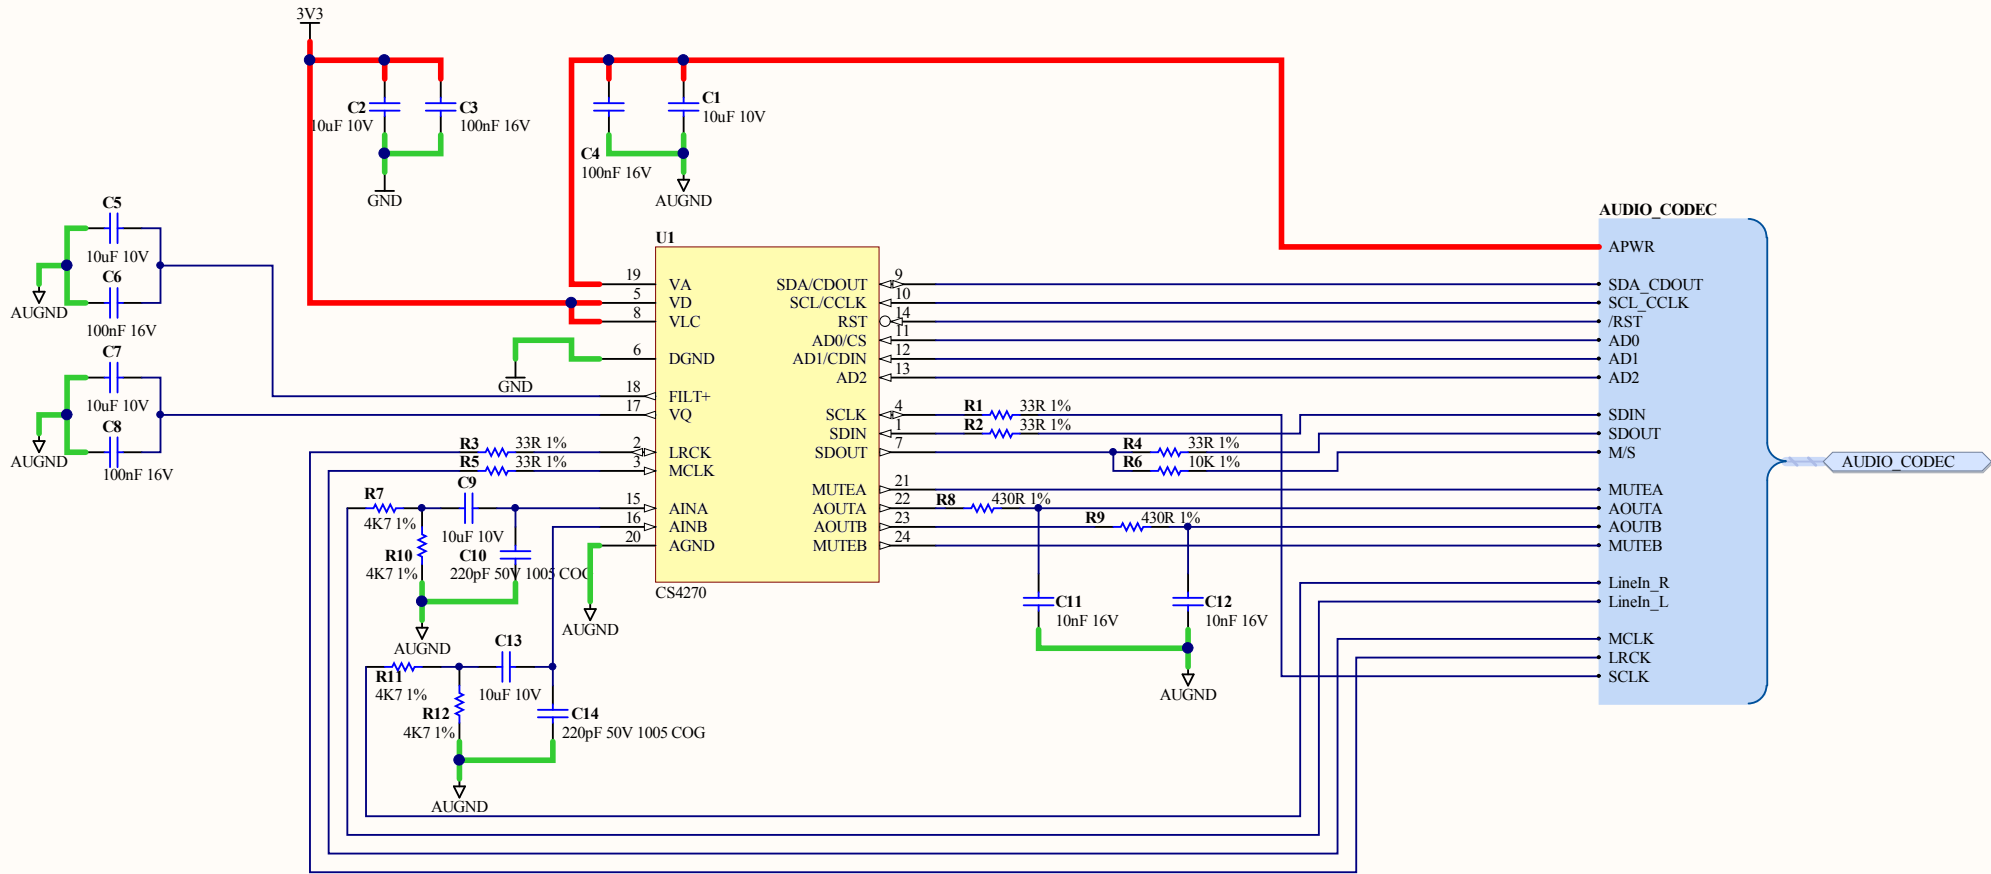 3V3
C2
10uF 10V
C3
100nF 16V
GND
C4
100nF 16V
C1
10uF 10V
AUGND
C5
10uF 10V
C6
100nF 16V
AUGND
C7
10uF 10V
C8
100nF 16V
AUGND
U1
19 VA
5 VD
8 VLC
6 DGND
GND
18 FILT+
17 VQ
2 LRCK
3 MCLK
15 AINA
16 AINB
20 AGND
AUGND
SDA/CDOUT 9
SCL/CCLK 10
RST 14
AD0/CS 11
AD1/CDIN 12
AD2 13
SCLK 4
SDIN 1
SDOUT 7
MUTEA 21
AOUTA 22
AOUTB 23
MUTEB 24
CS4270
R3 33R 1%
R5 33R 1%
R7
4K7 1%
C9
10uF 10V
R10
4K7 1%
C10
220pF 50V 1005 COG
AUGND
R11
4K7 1%
C13
10uF 10V
R12
4K7 1%
C14
220pF 50V 1005 COG
AUGND
R1 33R 1%
R2 33R 1%
R4 33R 1%
R6 10K 1%
R8 430R 1%
R9 430R 1%
C11
10nF 16V
C12
10nF 16V
AUGND
AUDIO_CODEC
APWR
SDA_CDOUT
SCL_CCLK
/RST
AD0
AD1
AD2
SDIN
SDOUT
M/S
MUTEA
AOUTA
AOUTB
MUTEB
LineIn_R
LineIn_L
MCLK
LRCK
SCLK
AUDIO_CODEC